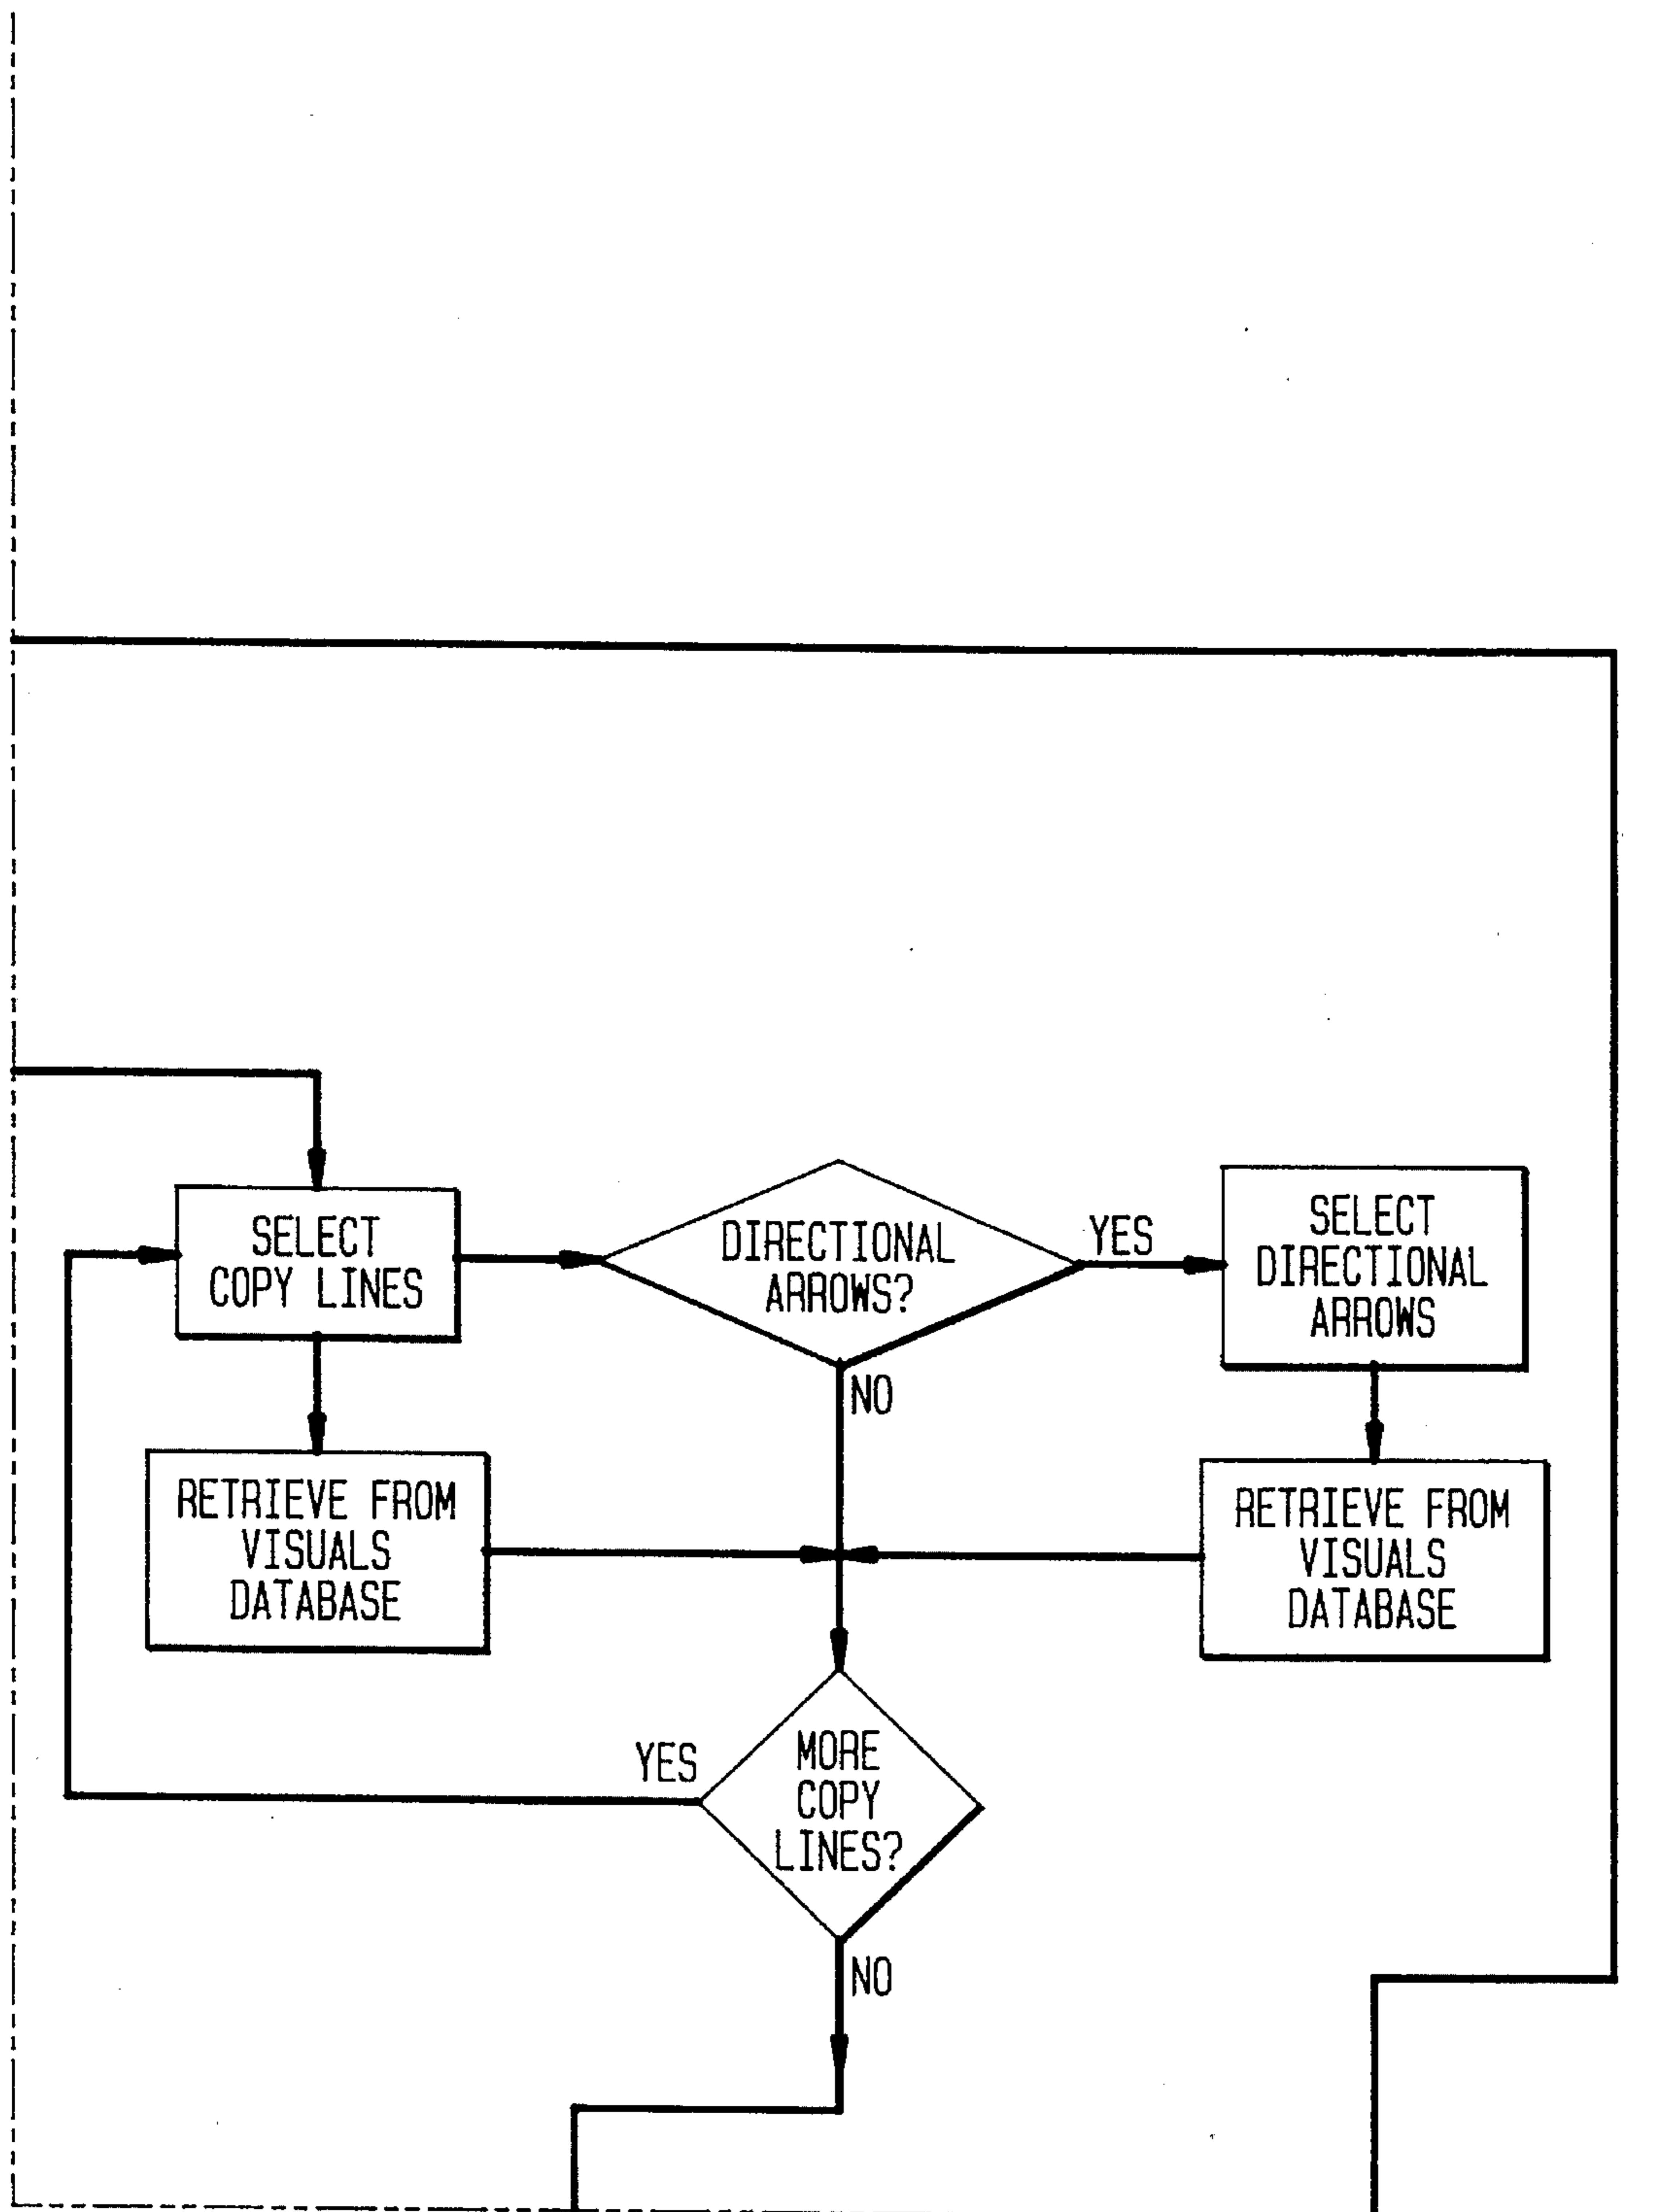 SELECT
COPY LINES
DIRECTIONAL
ARROWS?
YES
SELECT
DIRECTIONAL
ARROWS
NO
RETRIEVE FROM
VISUALS
DATABASE
RETRIEVE FROM
VISUALS
DATABASE
YES
MORE
COPY
LINES?
NO